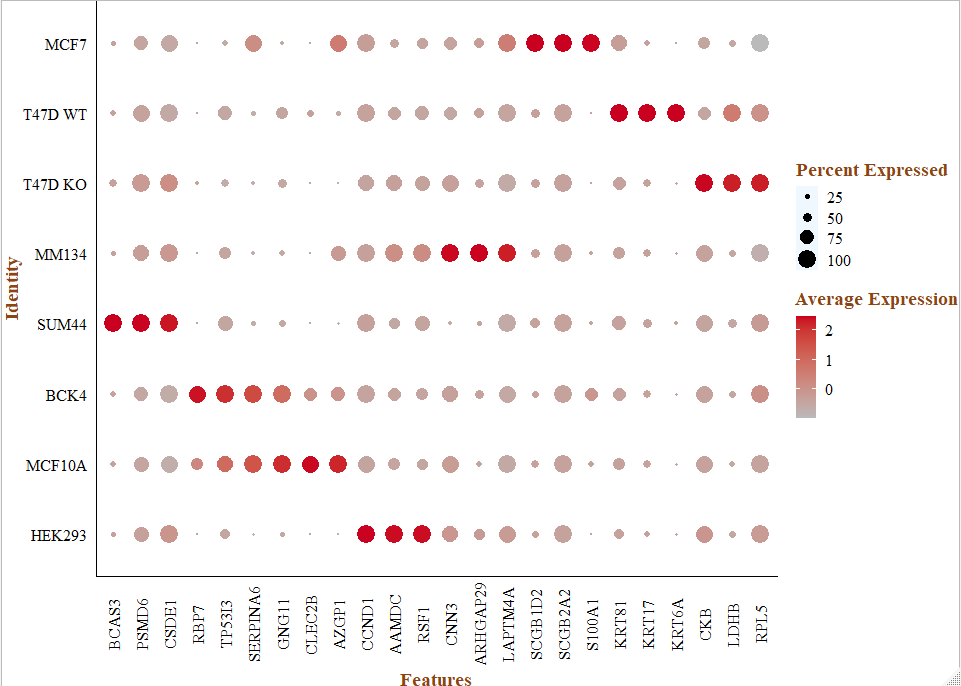 MCF7
T47D WT
T47D KO
MM134
SUM44
BCK4
MCF10A
HEK293
Identity
BCAS3
PSMD6
CSDE1
RBP7
TP53I3
SERPINA6
GNG11
CLEC2B
AZGP1
CCND1
AAMDC
RSF1
CNN3
ARHGAP29
LAPTM4A
SCGB1D2
SCGB2A2
S100A1
KRT81
KRT17
KRT6A
CKB
LDHB
RPL5
Features
Percent Expressed
25
50
75
100
Average Expression
2
1
0